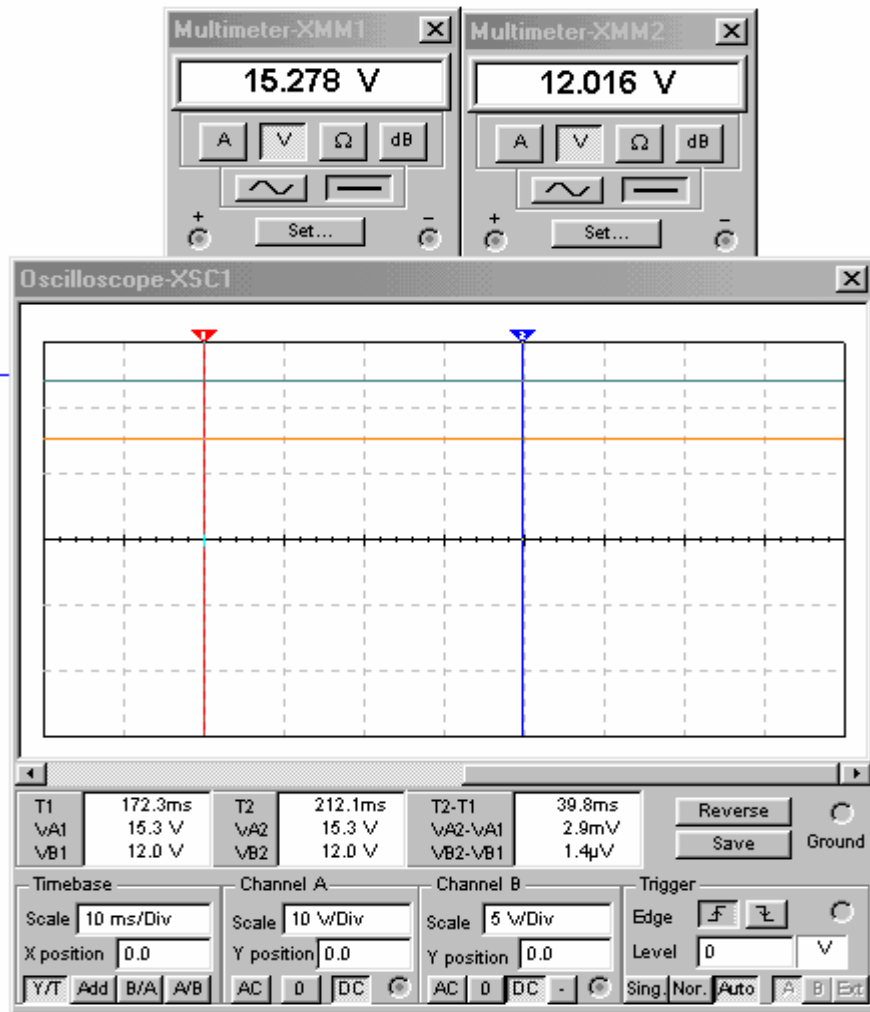 Multimeter-XMM1 X
Multimeter-XMM2 X
15.278 V
12.016 V
A V Ω dB
A V Ω dB
+ Set... –
+ Set... –
Oscilloscope-XSC1 X
1 2
T1 172.3ms T2 212.1ms T2-T1 39.8ms
VA1 15.3 V VA2 15.3 V VA2-VA1 2.9mV
VB1 12.0 V VB2 12.0 V VB2-VB1 1.4µV
Reverse
Save
Ground
Timebase
Scale 10 ms/Div
X position 0.0
Y/T Add B/A A/B
Channel A
Scale 10 V/Div
Y position 0.0
AC 0 DC
Channel B
Scale 5 V/Div
Y position 0.0
AC 0 DC -
Trigger
Edge
Level 0 V
Sing. Nor. Auto A B Ext